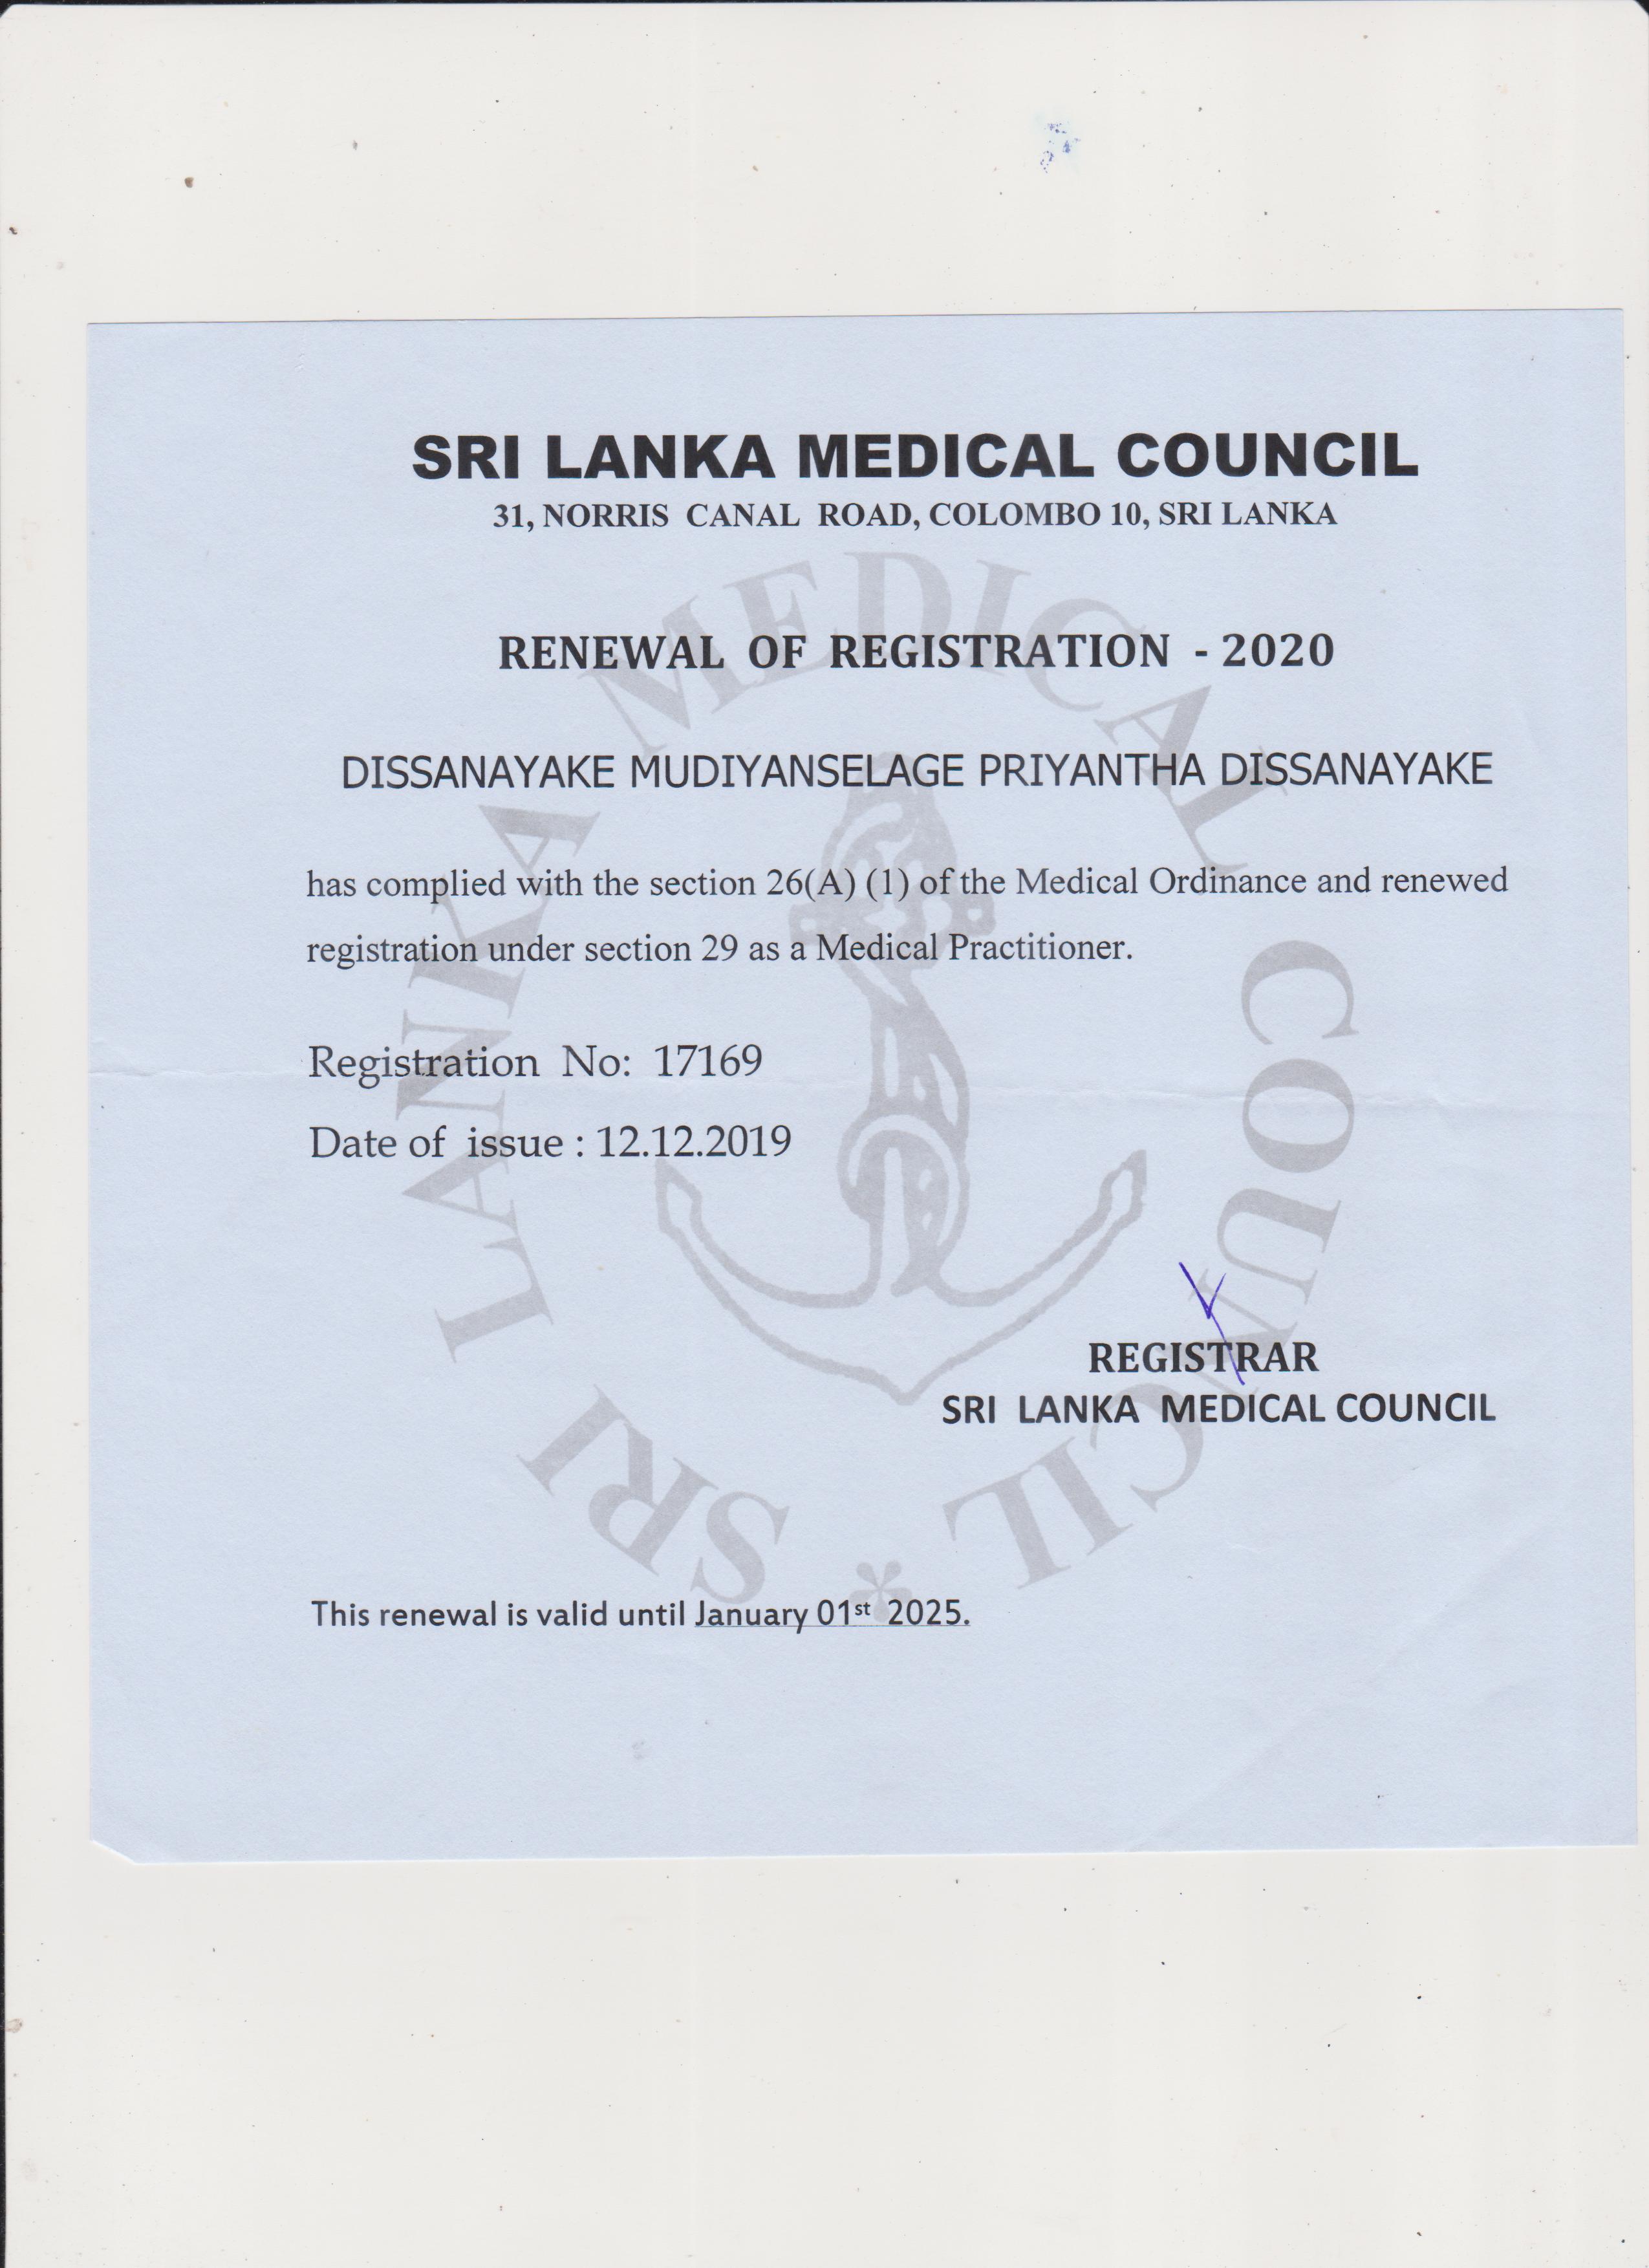 SRI LANKA MEDICAL COUNCIL
31, NORRIS CANAL ROAD, COLOMBO 10, SRI LANKA
RENEWAL OF REGISTRATION - 2020
DISSANAYAKE MUDIYANSELAGE PRIYANTHA DISSANAYAKE
has complied with the section 26(A) (1) of the Medical Ordinance and renewed
registration under section 29 as a Medical Practitioner.
Registration No: 17169
Date of issue : 12.12.2019
REGISTRAR
SRI LANKA MEDICAL COUNCIL
This renewal is valid until January 01st 2025.
SRI LANKA MEDICAL COUNCIL *